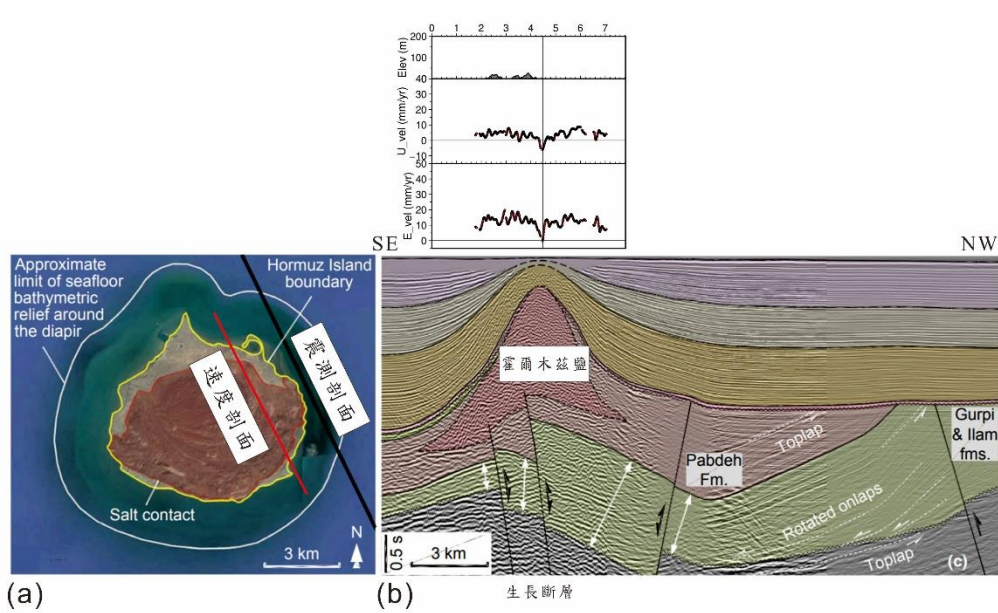 0 1 2 3 4 5 6 7
Elev (m)
200
100
40
U_vel (mm/yr)
30
20
10
0
-10
50
E_vel (mm/yr)
40
30
20
10
0
SE
NW
Approximate
limit of seafloor
bathymetric
relief around
the diapir
Hormuz Island
boundary
速度剖面
震測剖面
Salt contact
3 km
N
(a)
霍爾木茲鹽
Toplap
Pabdeh
Fm.
Gurpi
& Ilam
fms.
Rotated onlaps
Toplap
0.5 s
3 km
(c)
(b)
生長斷層